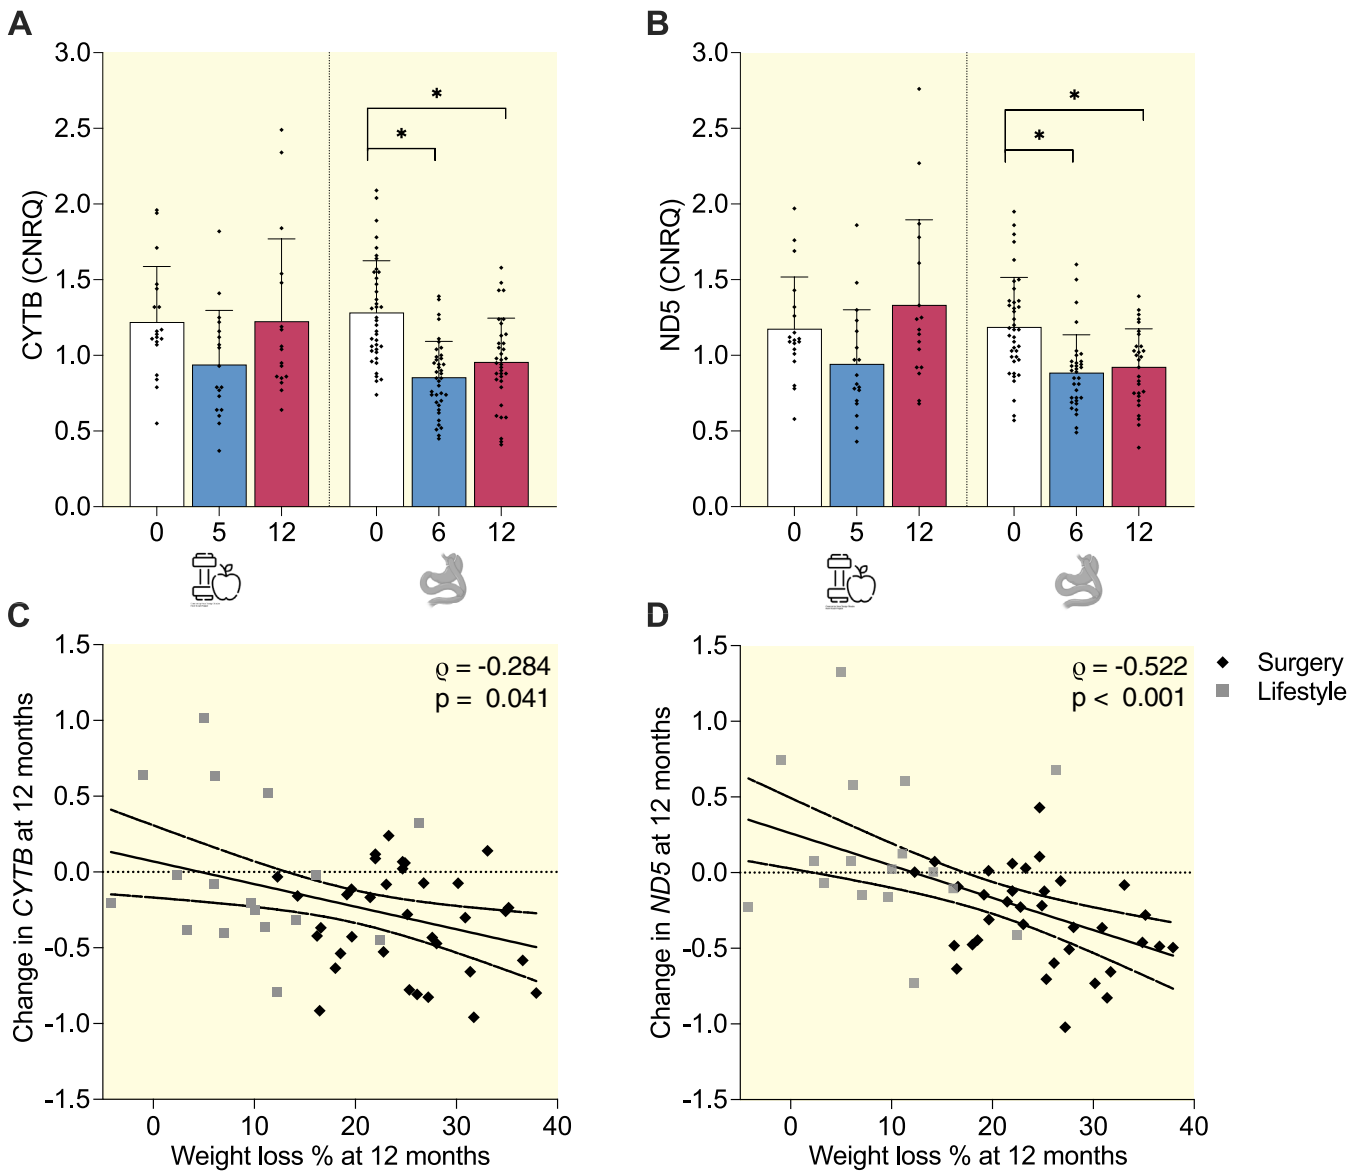 A
B
CYTB (CNRQ)
3.0
2.5
2.0
1.5
1.0
0.5
0.0
*
*
0 5 12 0 6 12
ND5 (CNRQ)
3.0
2.5
2.0
1.5
1.0
0.5
0.0
*
*
0 5 12 0 6 12
C
D
Change in CYTB at 12 months
1.5
1.0
0.5
0.0
-0.5
-1.0
-1.5
ϱ = -0.284
p = 0.041
0 10 20 30 40
Weight loss % at 12 months
Change in ND5 at 12 months
1.5
1.0
0.5
0.0
-0.5
-1.0
-1.5
ϱ = -0.522
p < 0.001
0 10 20 30 40
Weight loss % at 12 months
Surgery
Lifestyle